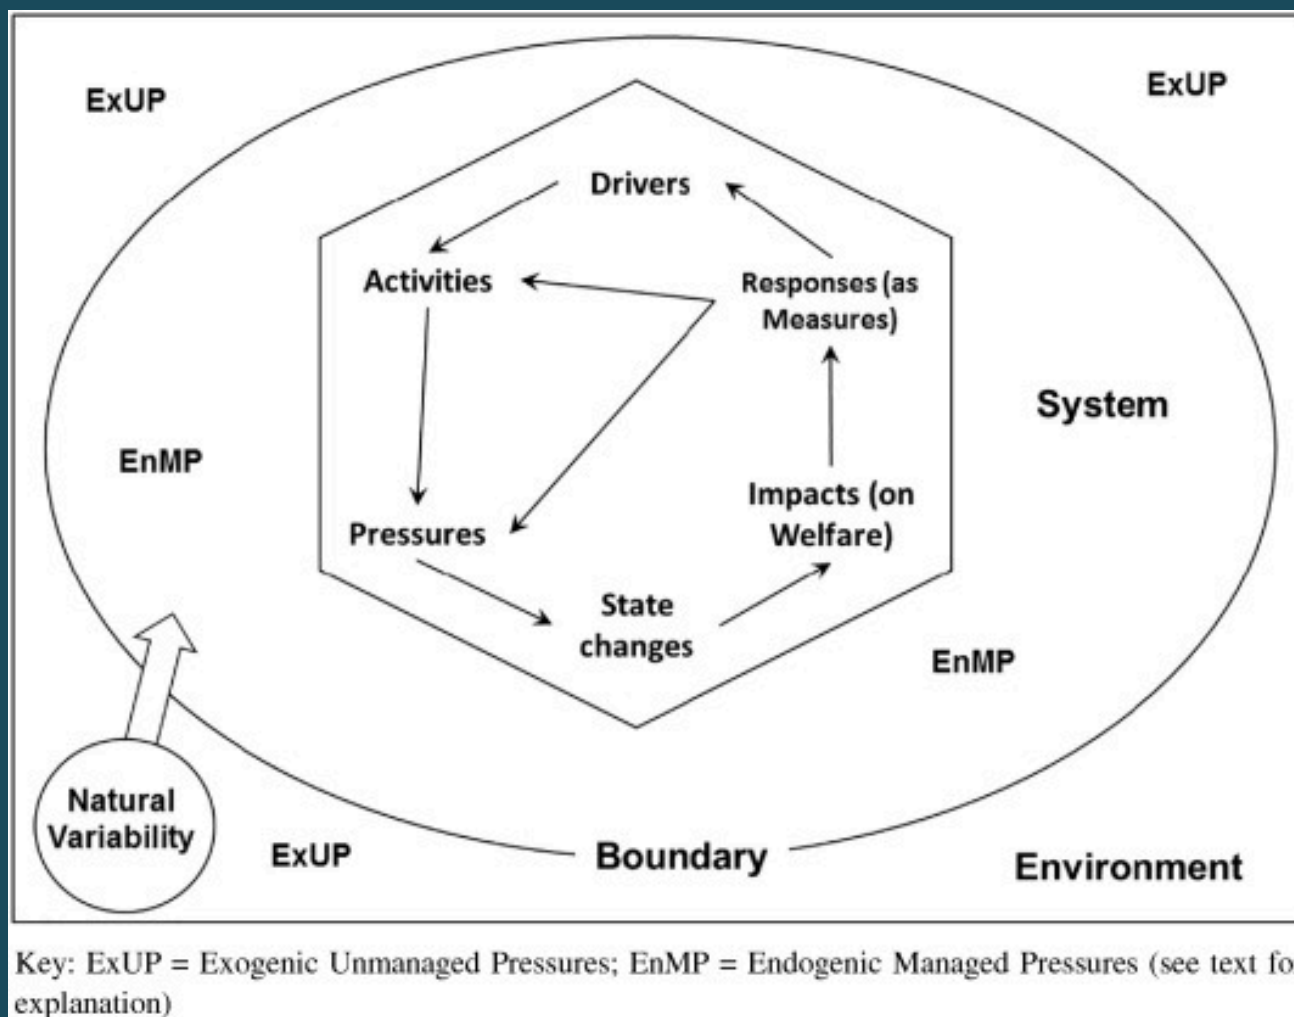 ExUP
ExUP
Drivers
Activities
Responses (as
Measures)
System
EnMP
Impacts (on
Welfare)
Pressures
State
changes
EnMP
Natural
Variability
ExUP
Boundary
Environment
Key: ExUP = Exogenic Unmanaged Pressures; EnMP = Endogenic Managed Pressures (see text fo
explanation)